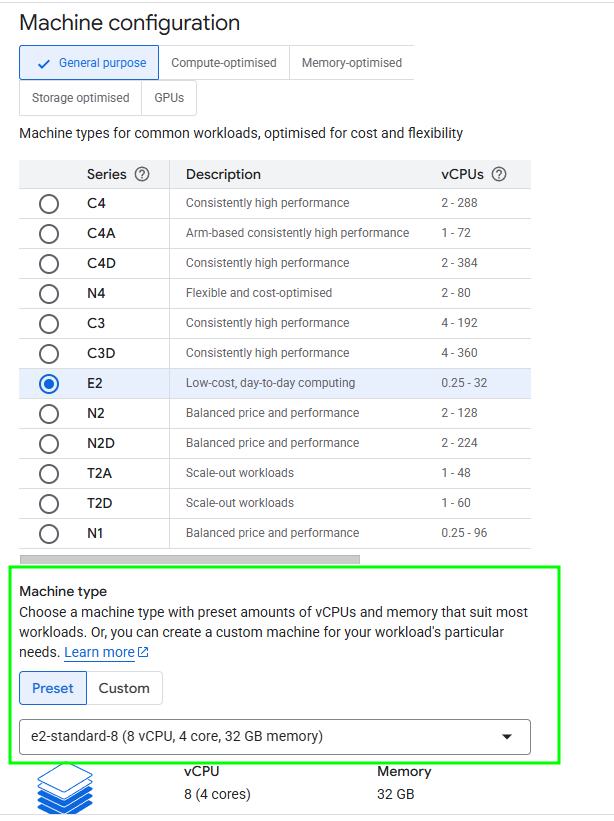 Machine configuration
General purpose
Compute-optimised
Memory-optimised
Storage optimised
GPUs
Machine types for common workloads, optimised for cost and flexibility
Series ? Description vCPUs ?
C4 Consistently high performance 2 - 288
C4A Arm-based consistently high performance 1 - 72
C4D Consistently high performance 2 - 384
N4 Flexible and cost-optimised 2 - 80
C3 Consistently high performance 4 - 192
C3D Consistently high performance 4 - 360
E2 Low-cost, day-to-day computing 0.25 - 32
N2 Balanced price and performance 2 - 128
N2D Balanced price and performance 2 - 224
T2A Scale-out workloads 1 - 48
T2D Scale-out workloads 1 - 60
N1 Balanced price and performance 0.25 - 96
Machine type
Choose a machine type with preset amounts of vCPUs and memory that suit most
workloads. Or, you can create a custom machine for your workload's particular
needs. Learn more
Preset Custom
e2-standard-8 (8 vCPU, 4 core, 32 GB memory)
vCPU Memory
8 (4 cores) 32 GB